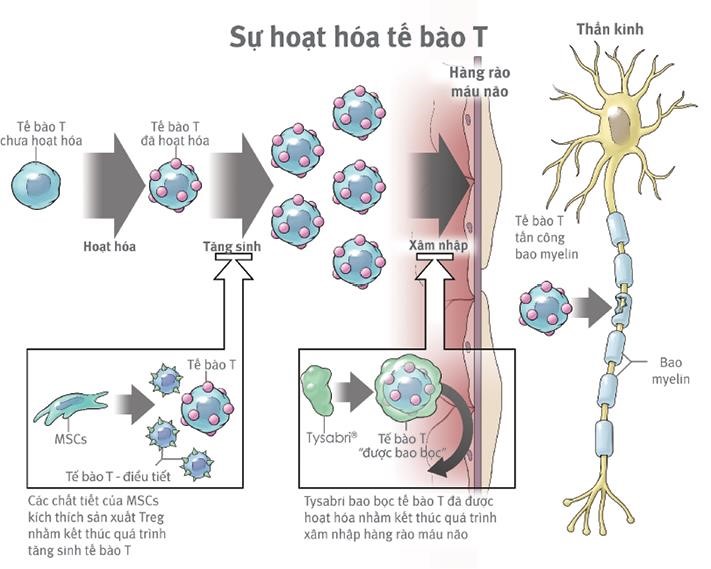 Sự hoạt hóa tế bào T
Thần kinh
Hàng rào
máu não
Tế bào T
chưa hoạt hóa
Tế bào T
đã hoạt hóa
Hoạt hóa
Tăng sinh
Xâm nhập
Tế bào T
tấn công
bao myelin
Bao
myelin
Tế bào T
MSCs
Tế bào T - điều tiết
Tysabri®
Tế bào T
"được bao bọc"
Các chất tiết của MSCs
kích thích sản xuất Treg
nhằm kết thúc quá trình
tăng sinh tế bào T
Tysabri bao bọc tế bào T đã được
hoạt hóa nhằm kết thúc quá trình
xâm nhập hàng rào máu não